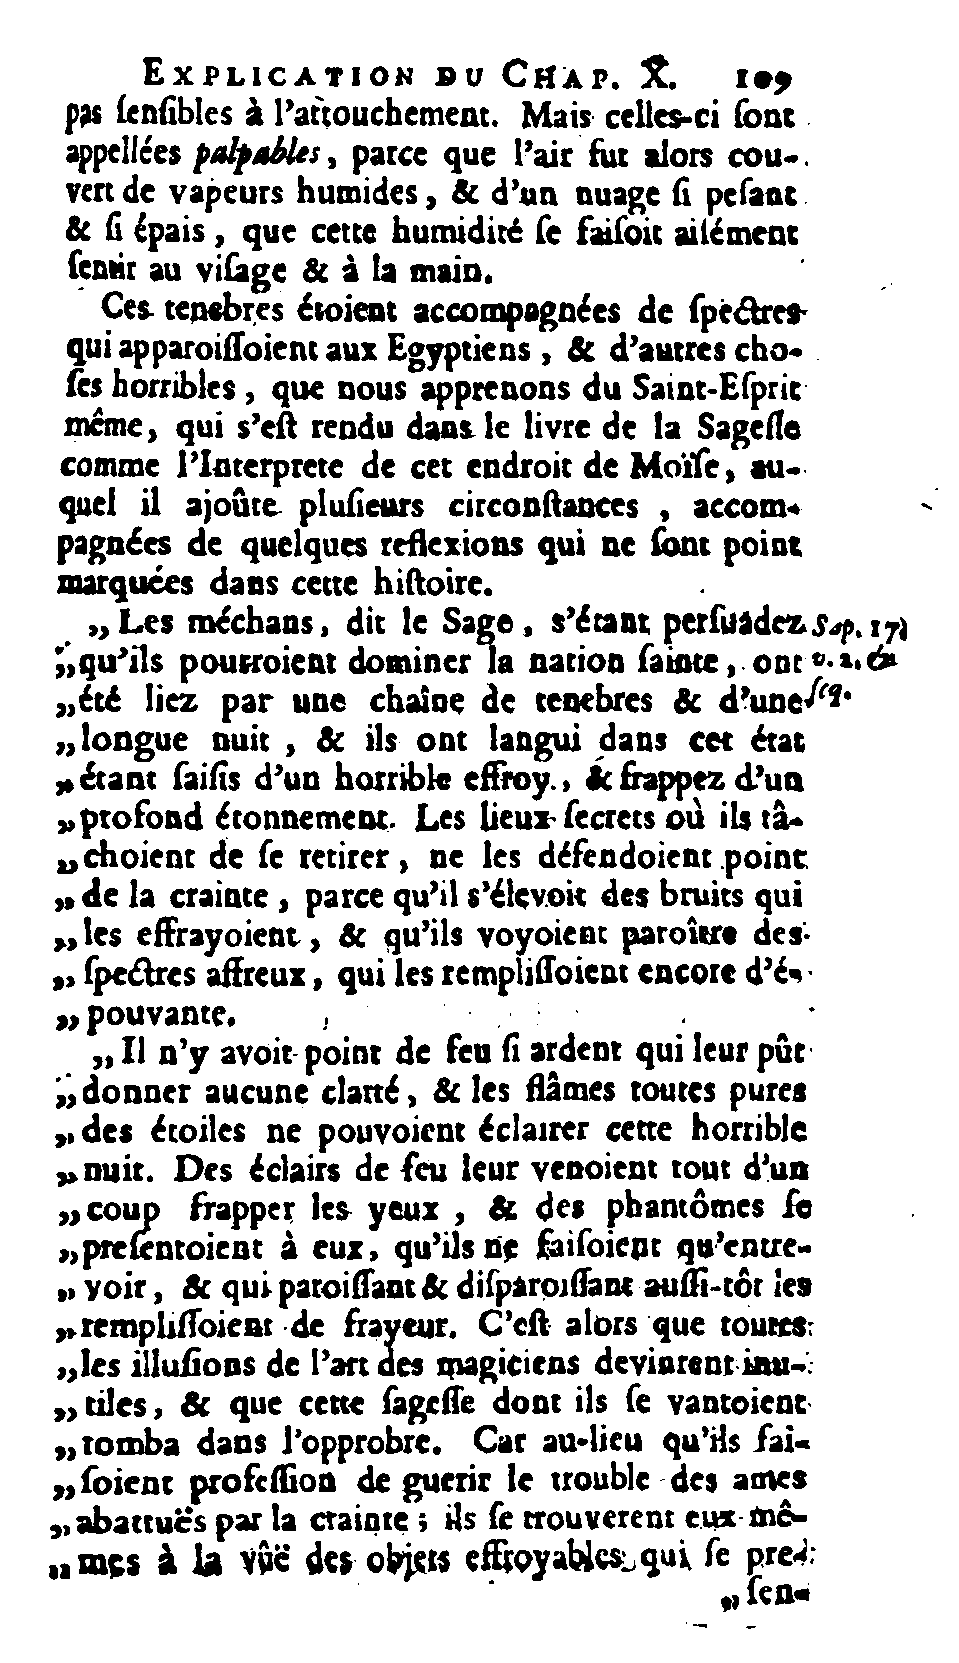 EXPLICATION DU CHAP. X. 109
pas ſenſibles à l'attouchement. Mais celles-ci ſont
appellées palpables, parce que l'air fut alors cou-
vert de vapeurs humides, & d'un nuage ſi peſant
& ſi épais, que cette humidité ſe faiſoit aiſément
ſentir au viſage & à la main.
Ces tenebres étoient accompagnées de ſpectres
qui apparoiſſoient aux Egyptiens, & d'autres cho-
ſes horribles, que nous apprenons du Saint-Eſprit
même, qui s'eſt rendu dans le livre de la Sageſſe
comme l'Interprete de cet endroit de Moïſe, au-
quel il ajoûte pluſieurs circonſtances, accom-
pagnées de quelques reflexions qui ne ſont point
marquées dans cette hiſtoire.
„Les méchans, dit le Sage, s'étant perſuadez Sap. 17
„qu'ils pourroient dominer la nation ſainte, ont v. 2. &
„été liez par une chaîne de tenebres & d'une ſeq.
„longue nuit, & ils ont langui dans cet état
„étant ſaiſis d'un horrible effroy, & frappez d'un
„profond étonnement. Les lieux ſecrets où ils tâ-
„choient de ſe retirer, ne les défendoient point
„de la crainte, parce qu'il s'élevoit des bruits qui
„les effrayoient, & qu'ils voyoient paroître des
„ſpectres affreux, qui les rempliſſoient encore d'é-
„pouvante.
„Il n'y avoit point de feu ſi ardent qui leur pût
„donner aucune clarté, & les flâmes toutes pures
„des étoiles ne pouvoient éclairer cette horrible
„nuit. Des éclairs de feu leur venoient tout d'un
„coup frapper les yeux, & des phantômes ſe
„preſentoient à eux, qu'ils ne faiſoient qu'entre-
„voir, & qui paroiſſant & diſparoiſſant auſſi-tôt les
„rempliſſoient de frayeur. C'eſt alors que toutes
„les illuſions de l'art des magiciens devinrent inu-
„tiles, & que cette ſageſſe dont ils ſe vantoient
„tomba dans l'opprobre. Car au-lieu qu'ils fai-
„ſoient profeſſion de guerir le trouble des ames
„abattuës par la crainte; ils ſe trouverent eux-mê-
„mes à la vûë des objets effroyables qui ſe pre-
„ſen-